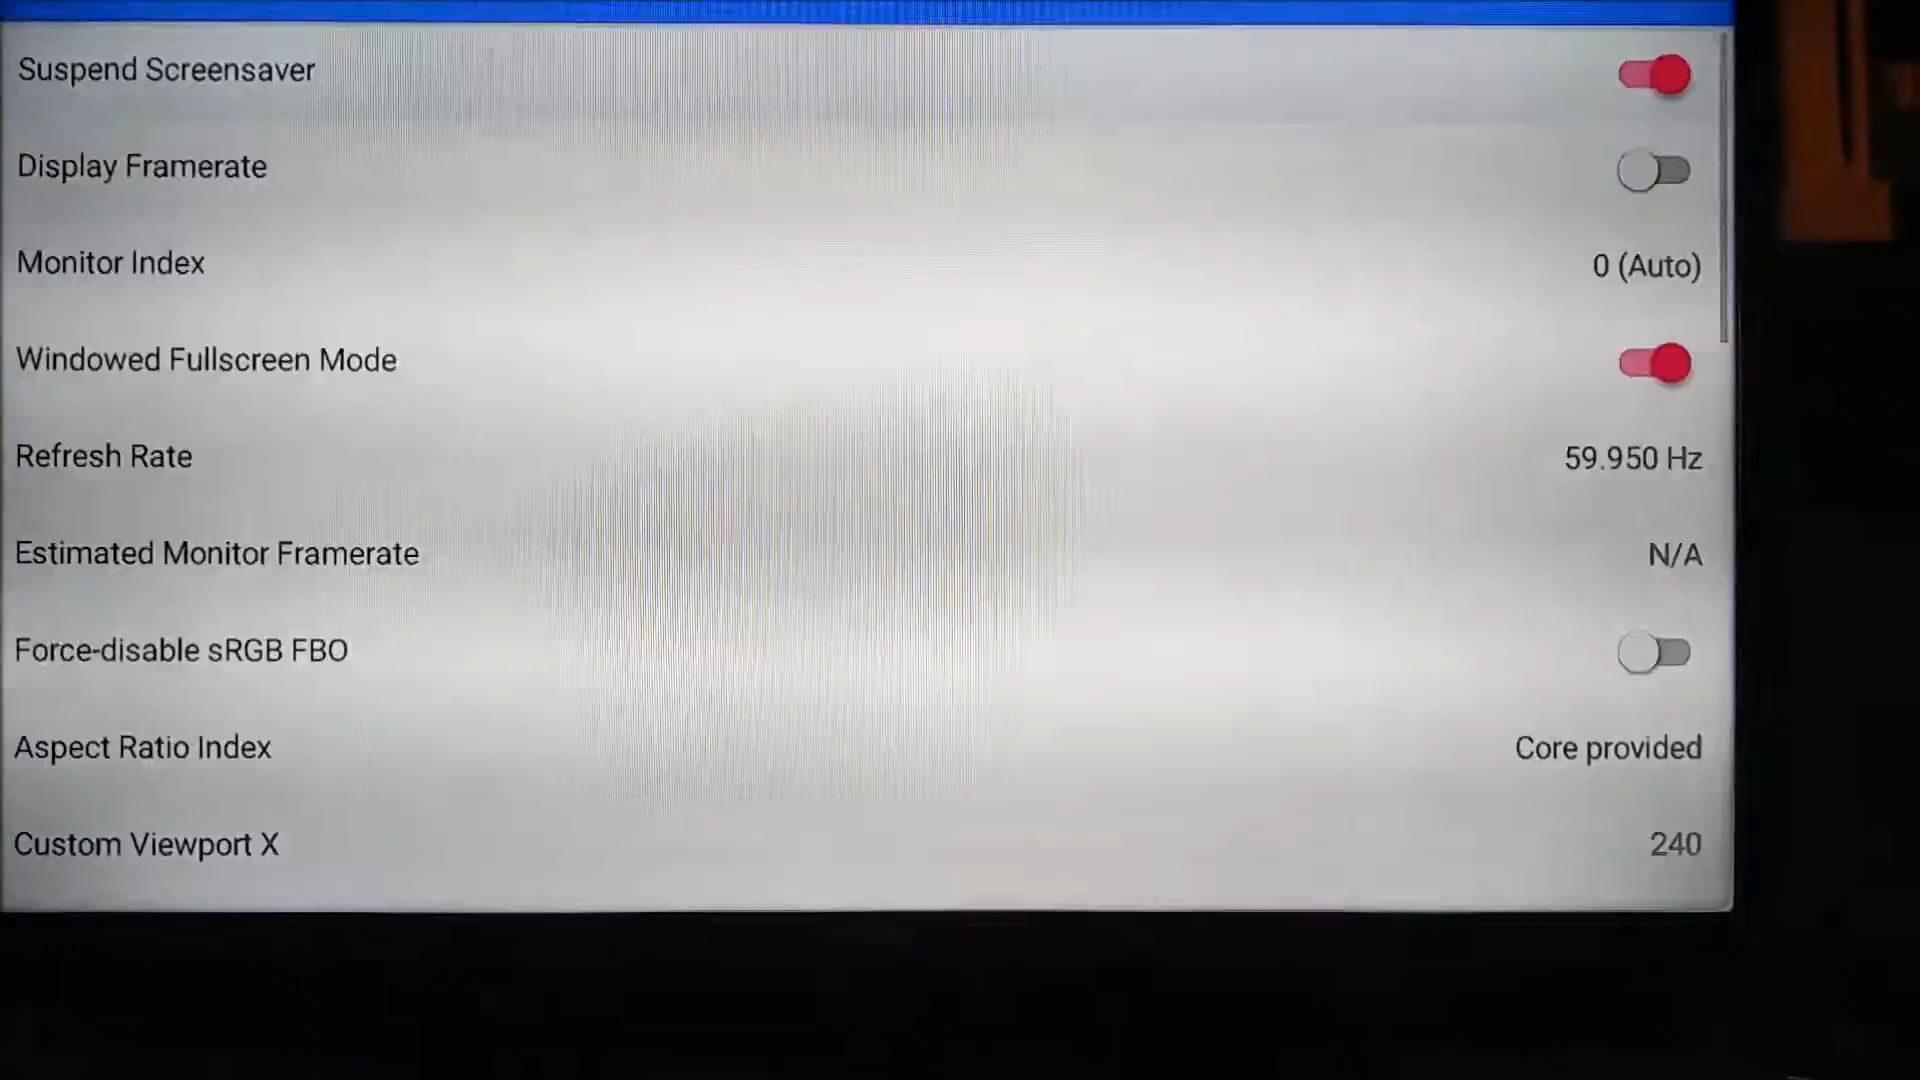 Suspend Screensaver
Display Framerate
Monitor Index 0 (Auto)
Windowed Fullscreen Mode
Refresh Rate 59.950 Hz
Estimated Monitor Framerate N/A
Force-disable sRGB FBO
Aspect Ratio Index Core provided
Custom Viewport X 240